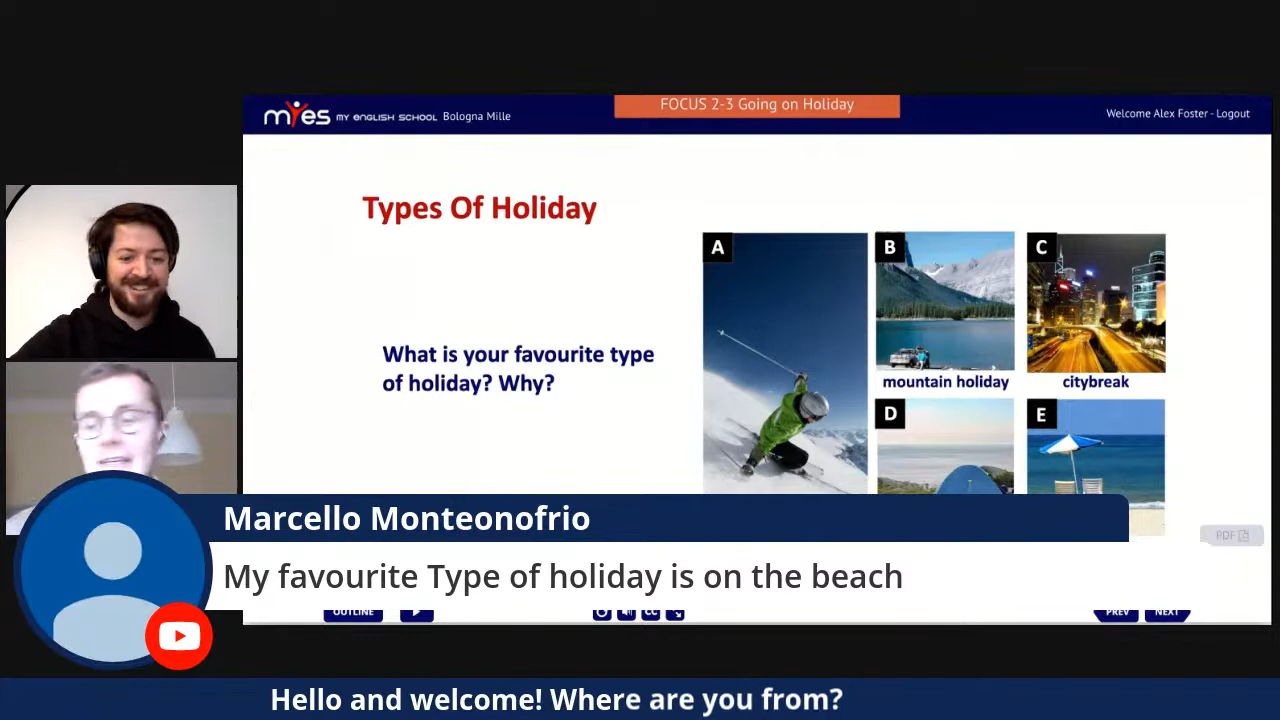 myes MY ENGLISH SCHOOL Bologna Mille
FOCUS 2-3 Going on Holiday
Welcome Alex Foster - Logout
Types Of Holiday
What is your favourite type
of holiday? Why?
A
B
C
mountain holiday
citybreak
D
E
PDF
Marcello Monteonofrio
My favourite Type of holiday is on the beach
OUTLINE
CC
PREV
NEXT
Hello and welcome! Where are you from?